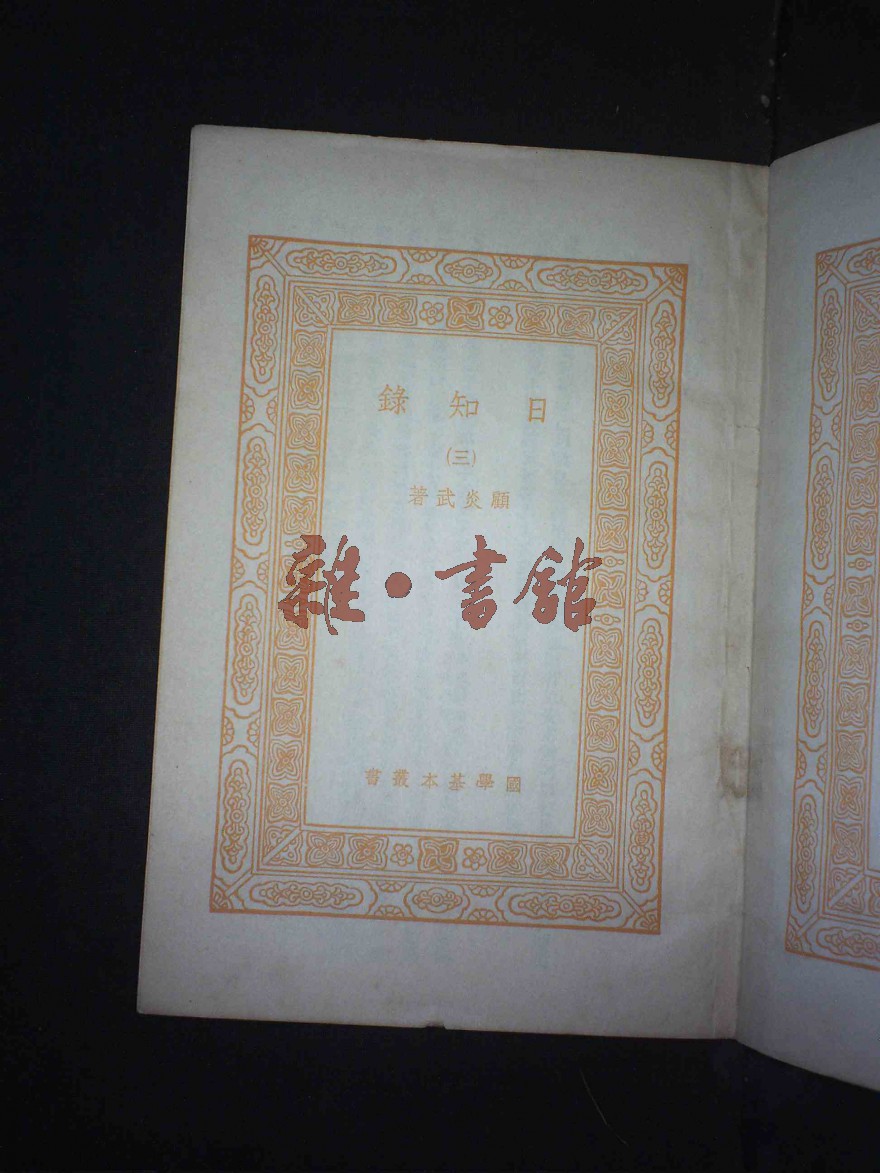 日知錄
(三)
顧炎武著
雜·書館
國學基本叢書